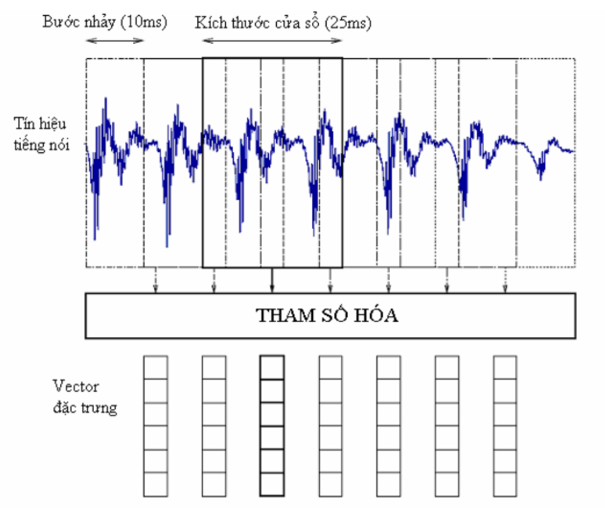 Bước nhảy (10ms)
Kích thước cửa sổ (25ms)
Tín hiệu
tiếng nói
THAM SỐ HÓA
Vector
đặc trưng